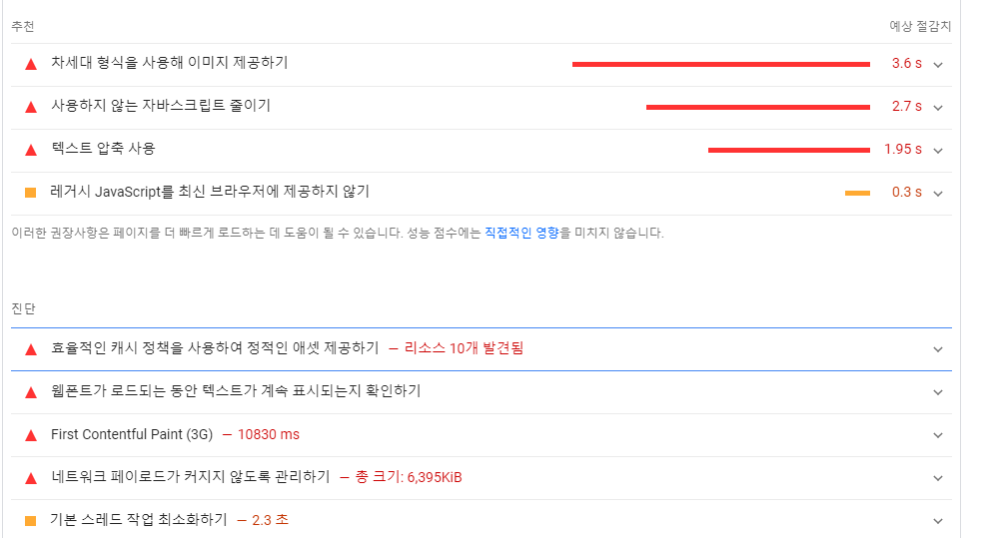 추천 예상 절감치
차세대 형식을 사용해 이미지 제공하기 3.6 s
사용하지 않는 자바스크립트 줄이기 2.7 s
텍스트 압축 사용 1.95 s
레거시 JavaScript를 최신 브라우저에 제공하지 않기 0.3 s
이러한 권장사항은 페이지를 더 빠르게 로드하는 데 도움이 될 수 있습니다. 성능 점수에는 직접적인 영향을 미치지 않습니다.
진단
효율적인 캐시 정책을 사용하여 정적인 애셋 제공하기 — 리소스 10개 발견됨
웹폰트가 로드되는 동안 텍스트가 계속 표시되는지 확인하기
First Contentful Paint (3G) — 10830 ms
네트워크 페이로드가 커지지 않도록 관리하기 — 총 크기: 6,395KiB
기본 스레드 작업 최소화하기 — 2.3 초